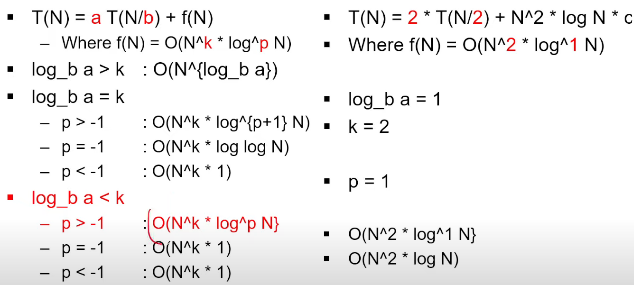 ▪ T(N) = a T(N/b) + f(N)
– Where f(N) = O(N^k * log^p N)
▪ log_b a > k : O(N^{log_b a})
▪ log_b a = k
– p > -1 : O(N^k * log^{p+1} N)
– p = -1 : O(N^k * log log N)
– p < -1 : O(N^k * 1)
▪ log_b a < k
– p > -1 : O(N^k * log^p N}
– p = -1 : O(N^k * 1)
– p < -1 : O(N^k * 1)
▪ T(N) = 2 * T(N/2) + N^2 * log N * c
▪ Where f(N) = O(N^2 * log^1 N)
▪ log_b a = 1
▪ k = 2
▪ p = 1
▪ O(N^2 * log^1 N}
▪ O(N^2 * log N)